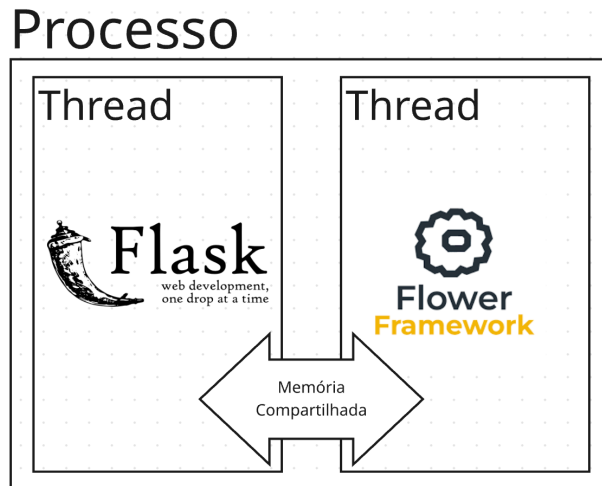 Processo
Thread
Thread
Flask
web development,
one drop at a time
Flower
Framework
Memória
Compartilhada